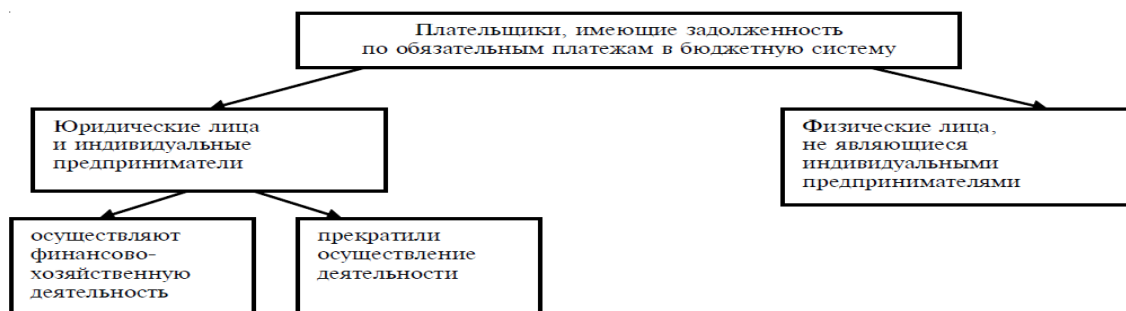 Плательщики, имеющие задолженность
по обязательным платежам в бюджетную систему
Юридические лица
и индивидуальные
предприниматели
Физические лица,
не являющиеся
индивидуальными
предпринимателями
осуществляют
финансово-
хозяйственную
деятельность
прекратили
осуществление
деятельности